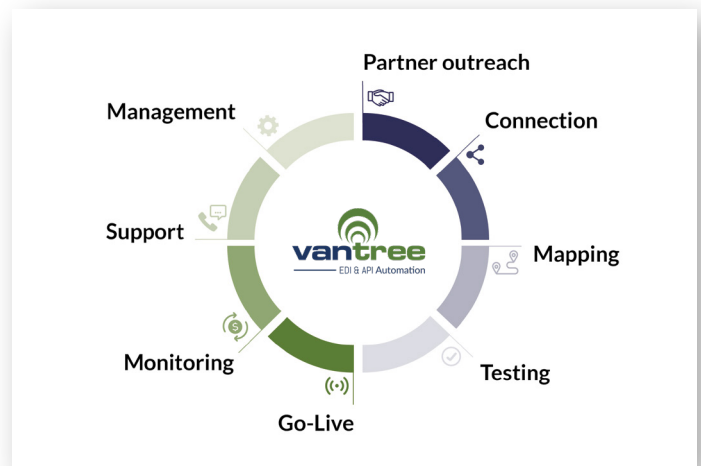 Partner outreach
Connection
Mapping
Testing
Go-Live
Monitoring
Support
Management
vantree
EDI & API Automation